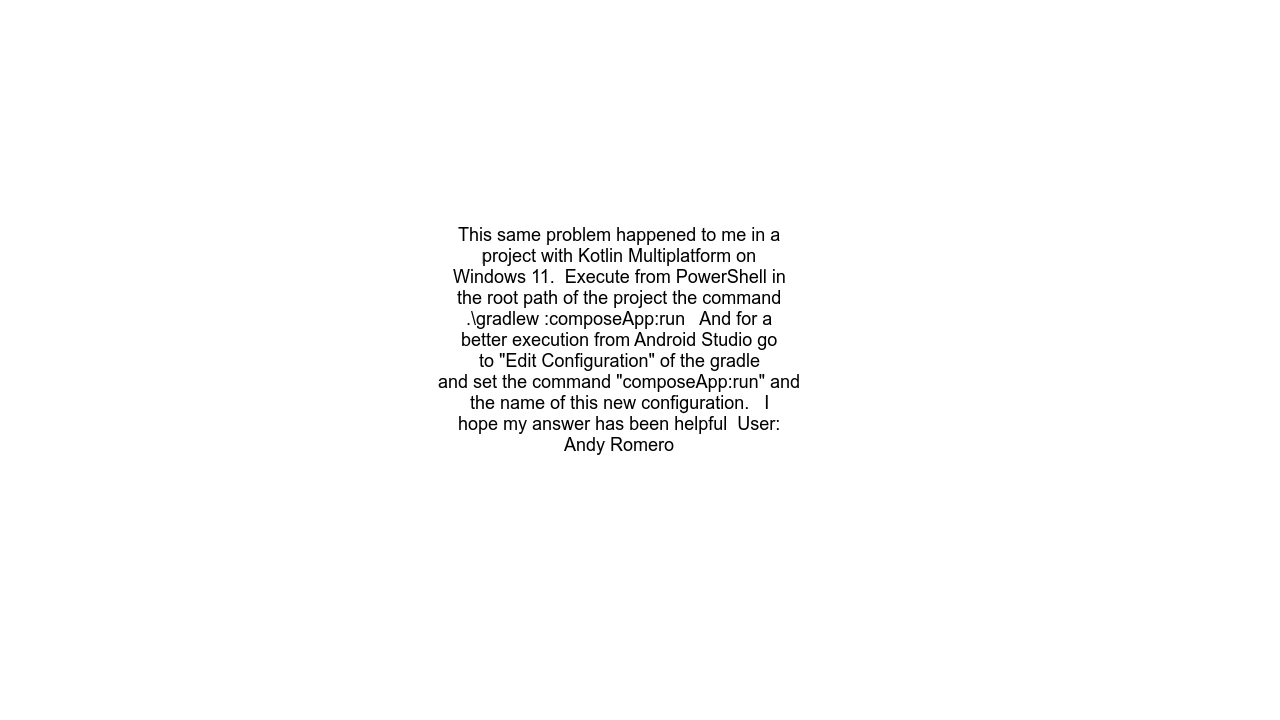 This same problem happened to me in a
project with Kotlin Multiplatform on
Windows 11.  Execute from PowerShell in
the root path of the project the command
.\gradlew :composeApp:run   And for a
better execution from Android Studio go
to "Edit Configuration" of the gradle
and set the command "composeApp:run" and
the name of this new configuration.   I
hope my answer has been helpful  User:
Andy Romero